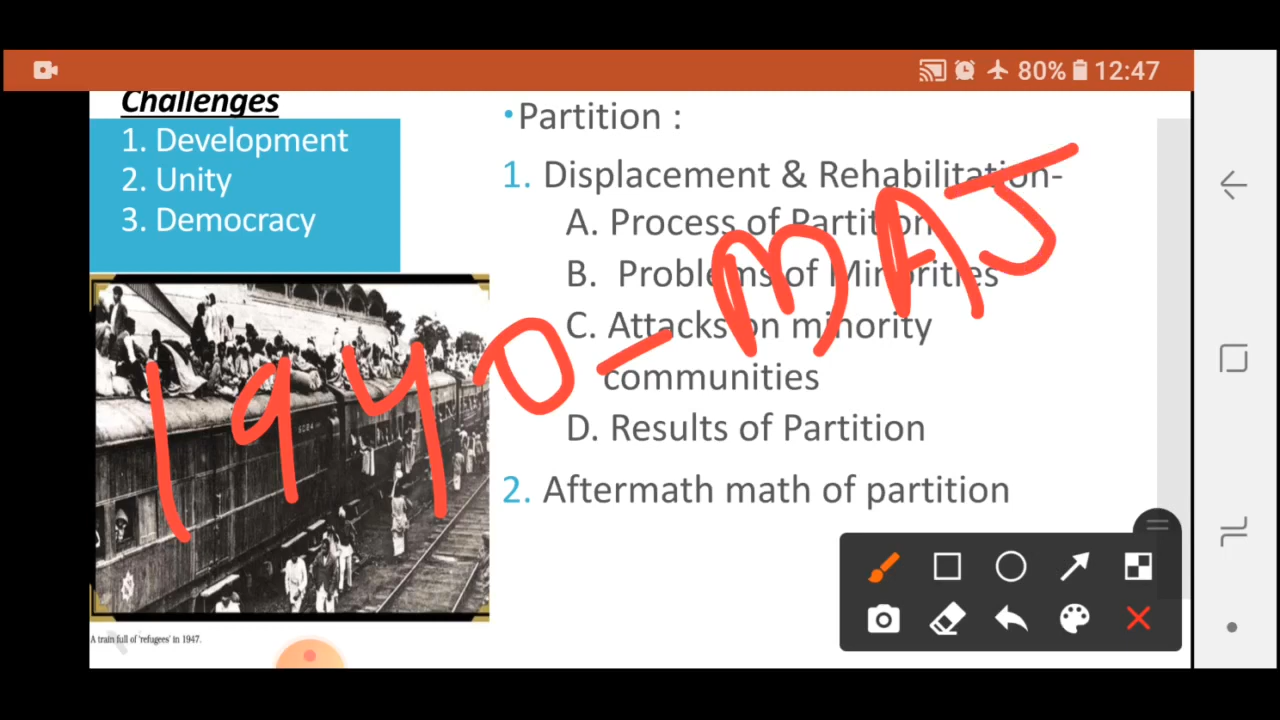 80% 12:47
Challenges
1. Development
2. Unity
3. Democracy
•Partition :
1. Displacement & Rehabilitation-
A. Process of Partition
B. Problems of Minorities
C. Attacks on minority
communities
D. Results of Partition
2. Aftermath math of partition
1940-MAJ
A train full of 'refugees' in 1947.